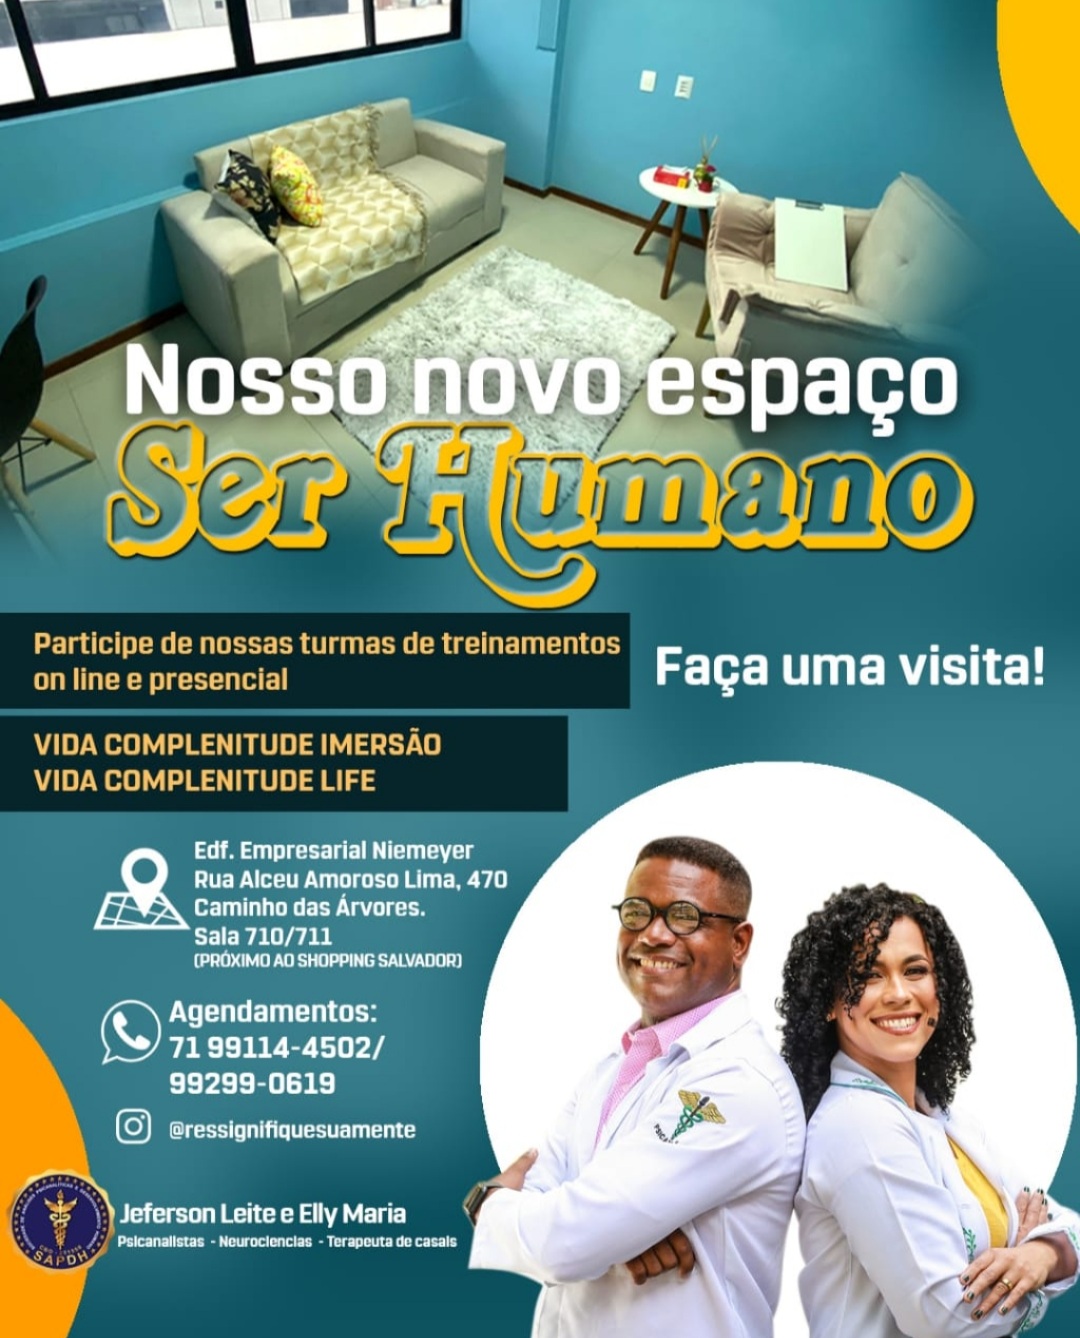 Nosso novo espaço
Ser Humano
Participe de nossas turmas de treinamentos
on line e presencial
Faça uma visita!
VIDA COMPLENITUDE IMERSÃO
VIDA COMPLENITUDE LIFE
Edf. Empresarial Niemeyer
Rua Alceu Amoroso Lima, 470
Caminho das Árvores.
Sala 710/711
(PRÓXIMO AO SHOPPING SALVADOR)
Agendamentos:
71 99114-4502/
99299-0619
@ressignifiquesuamente
SAPDH
Jeferson Leite e Elly Maria
Psicanalistas - Neurociencias - Terapeuta de casais